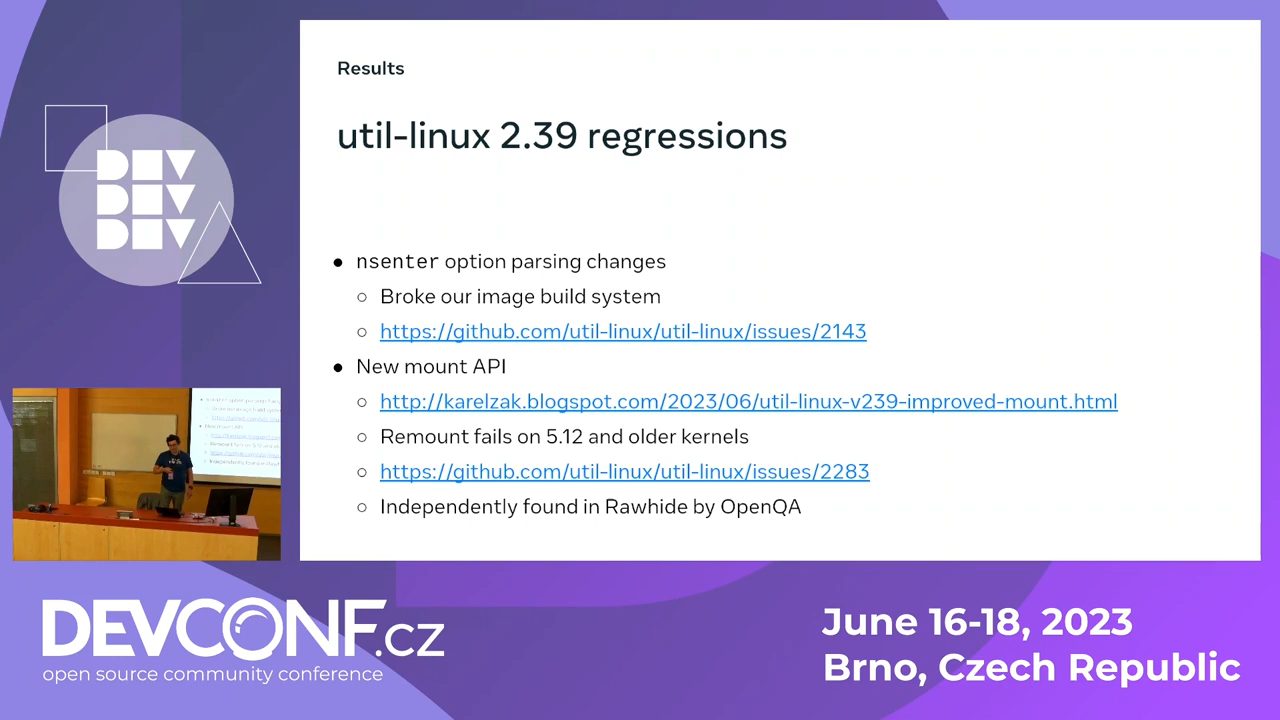 Results
util-linux 2.39 regressions
● nsenter option parsing changes
○ Broke our image build system
○ https://github.com/util-linux/util-linux/issues/2143
● New mount API
○ http://karelzak.blogspot.com/2023/06/util-linux-v239-improved-mount.html
○ Remount fails on 5.12 and older kernels
○ https://github.com/util-linux/util-linux/issues/2283
○ Independently found in Rawhide by OpenQA
DEV
DEV
DEV
DEVCONF.cz
open source community conference
June 16-18, 2023
Brno, Czech Republic